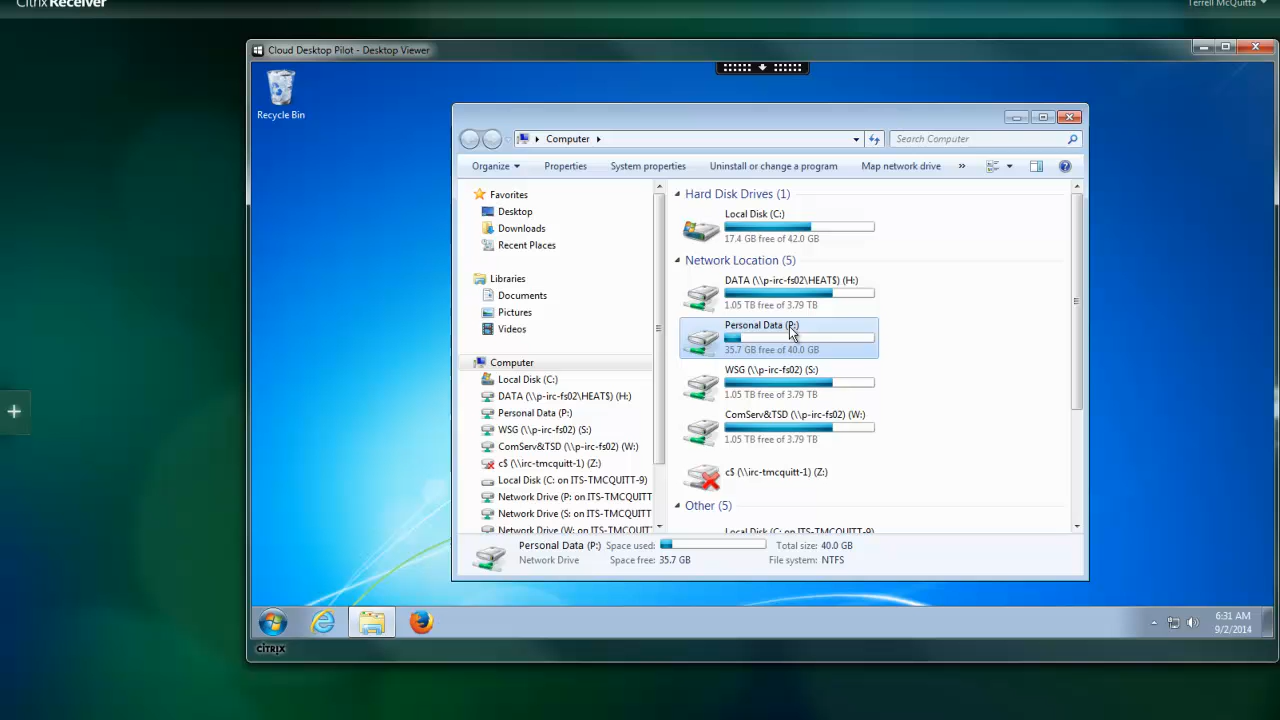 Citrix Receiver
Terrell McQuitta
Cloud Desktop Pilot - Desktop Viewer
Recycle Bin
Computer
Search Computer
Organize
Properties
System properties
Uninstall or change a program
Map network drive
»
Favorites
Desktop
Downloads
Recent Places
Libraries
Documents
Pictures
Videos
Computer
Local Disk (C:)
DATA (\\p-irc-fs02\HEAT$) (H:)
Personal Data (P:)
WSG (\\p-irc-fs02) (S:)
ComServ&TSD (\\p-irc-fs02) (W:)
c$ (\\irc-tmcquitt-1) (Z:)
Local Disk (C: on ITS-TMCQUITT-9)
Network Drive (P: on ITS-TMCQUITT
Network Drive (S: on ITS-TMCQUITT
Network Drive (W: on ITS-TMCQUITT
Hard Disk Drives (1)
Local Disk (C:)
17.4 GB free of 42.0 GB
Network Location (5)
DATA (\\p-irc-fs02\HEAT$) (H:)
1.05 TB free of 3.79 TB
Personal Data (P:)
35.7 GB free of 40.0 GB
WSG (\\p-irc-fs02) (S:)
1.05 TB free of 3.79 TB
ComServ&TSD (\\p-irc-fs02) (W:)
1.05 TB free of 3.79 TB
c$ (\\irc-tmcquitt-1) (Z:)
Other (5)
Local Disk (C: on ITS-TMCQUITT-9)
Personal Data (P:) Space used: Total size: 40.0 GB
Network Drive Space free: 35.7 GB File system: NTFS
6:31 AM
9/2/2014
CITRIX